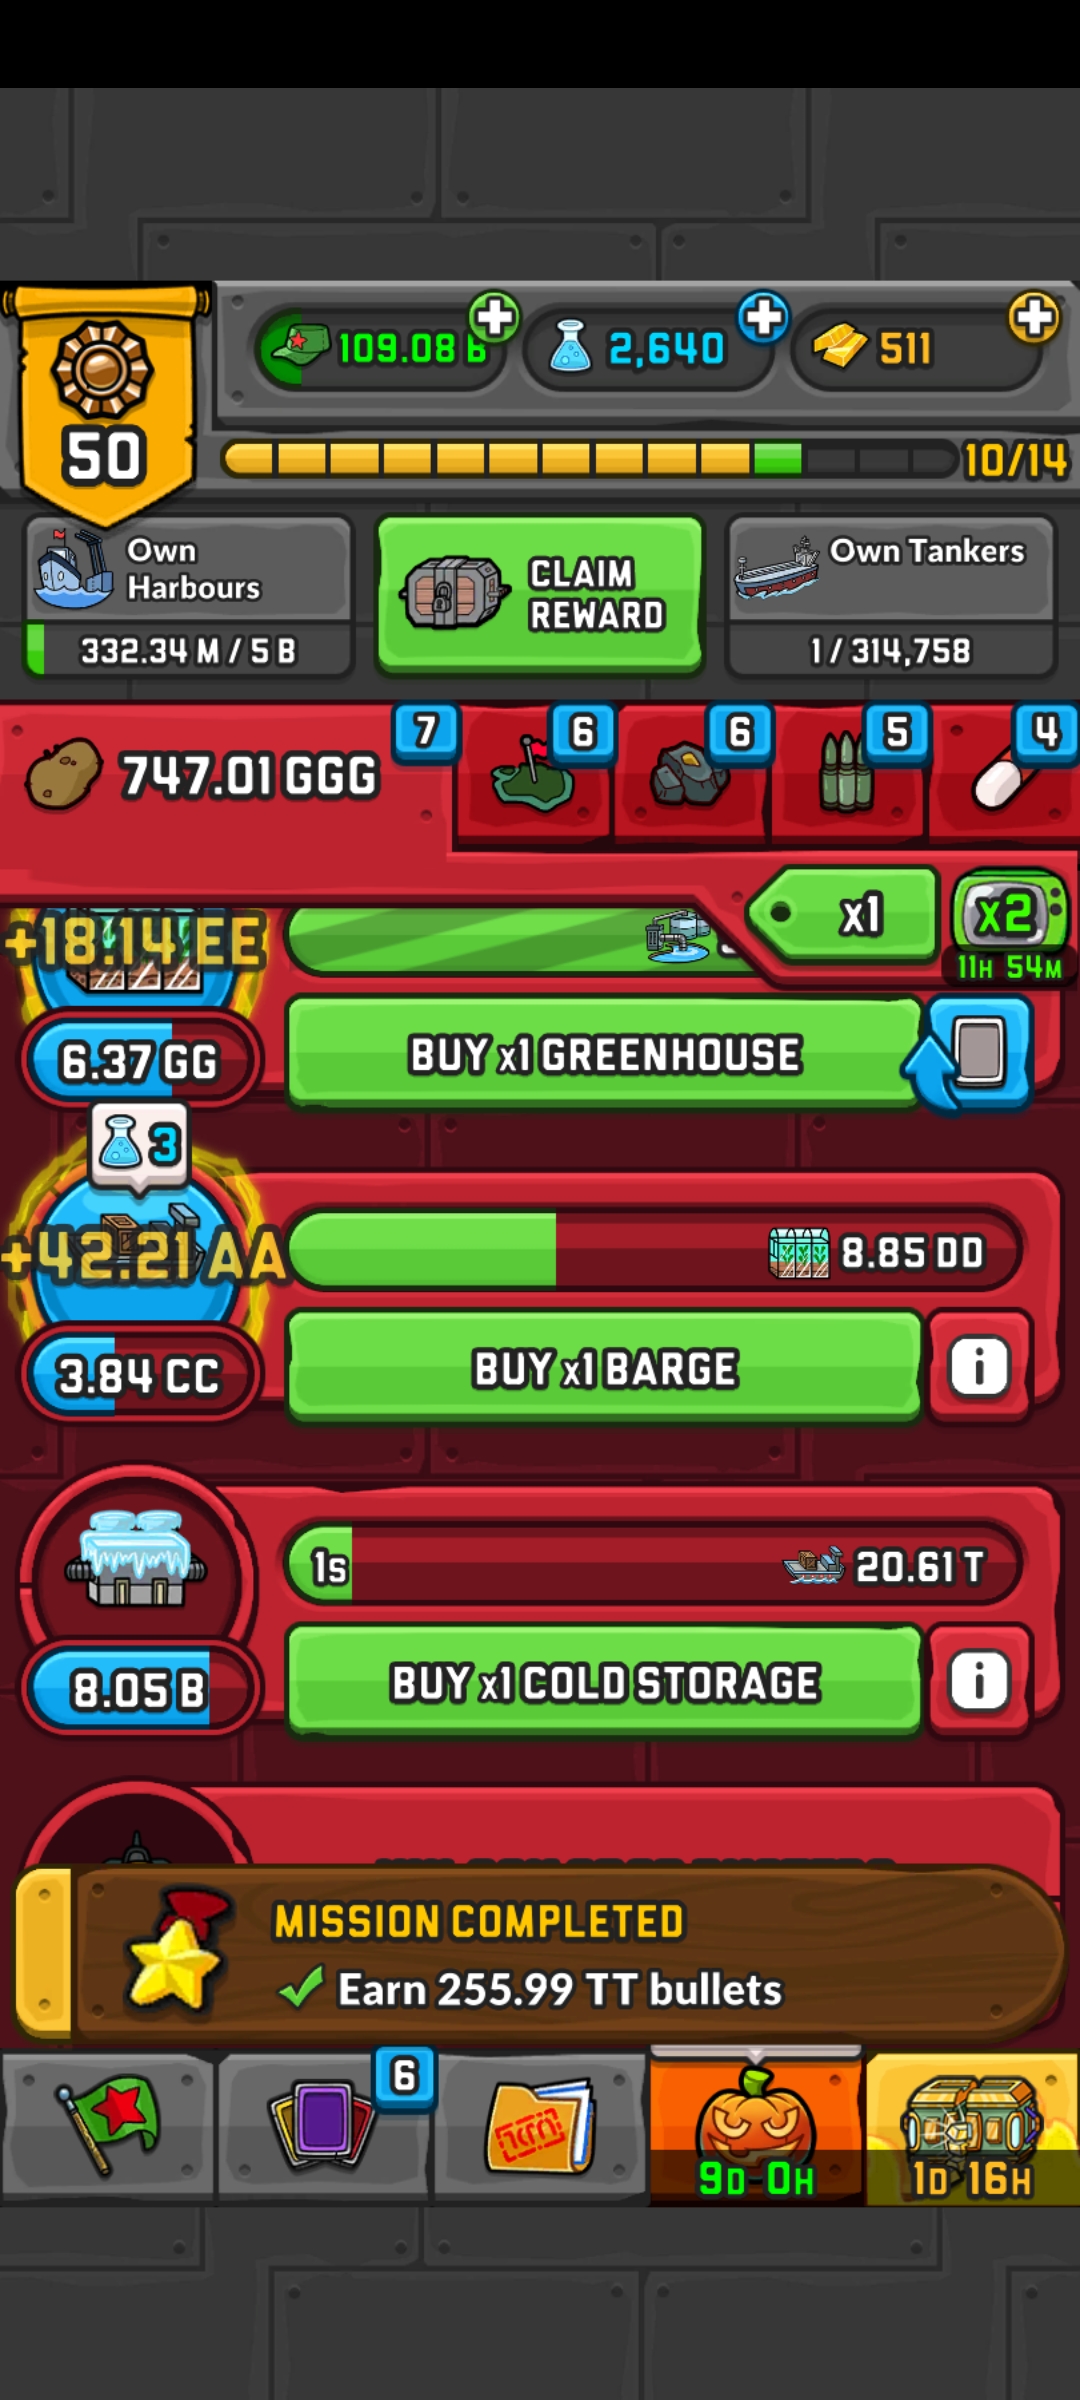 109.08 B
2,640
511
50
10/14
Own
Harbours
332.34 M / 5 B
CLAIM
REWARD
Own Tankers
1 / 314,758
747.01 GGG
7
6
6
5
4
x1
x2
11H 54M
+18.14 EE
6.37 GG
BUY x1 GREENHOUSE
3
+42.21 AA
8.85 DD
3.84 CC
BUY x1 BARGE
i
1s
20.61 T
8.05 B
BUY x1 COLD STORAGE
i
MISSION COMPLETED
Earn 255.99 TT bullets
6
9D 0H
1D 16H